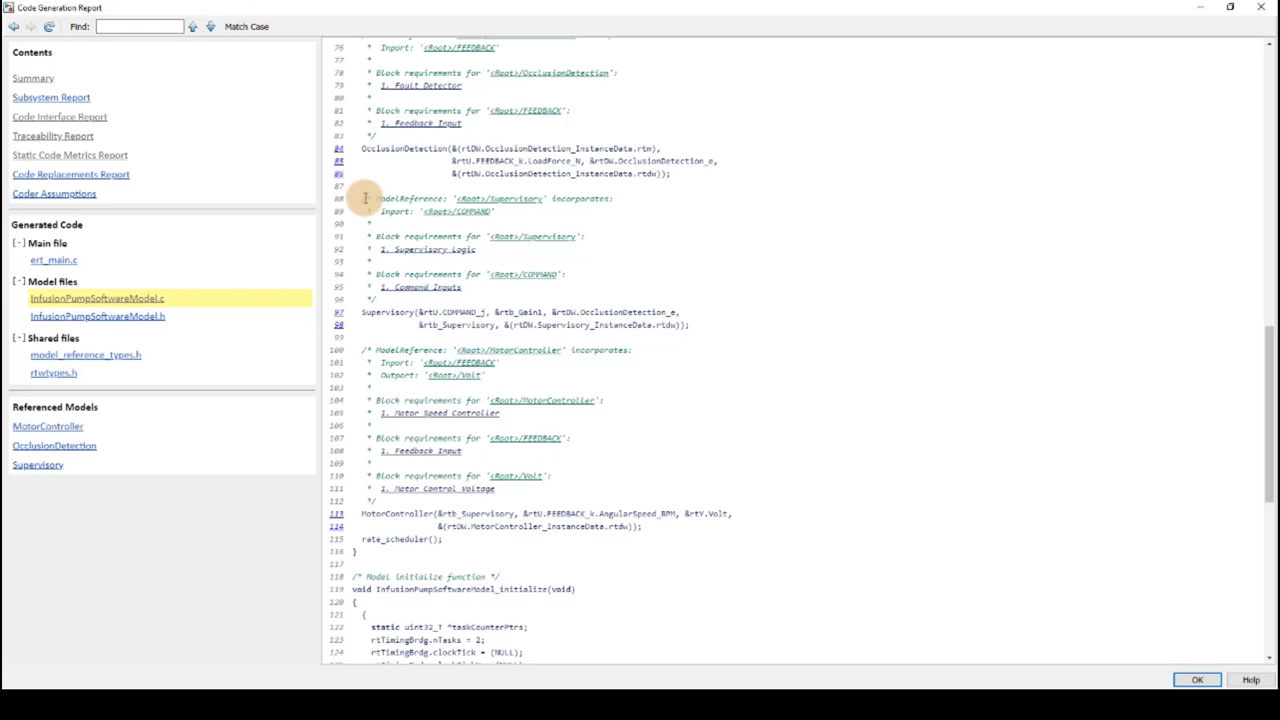 Code Generation Report
Find:
Match Case
Contents
Summary
Subsystem Report
Code Interface Report
Traceability Report
Static Code Metrics Report
Code Replacements Report
Coder Assumptions
Generated Code
[-] Main file
ert_main.c
[-] Model files
InfusionPumpSoftwareModel.c
InfusionPumpSoftwareModel.h
[-] Shared files
model_reference_types.h
rtwtypes.h
Referenced Models
MotorController
OcclusionDetection
Supervisory
76 * Inport: '<Root>/FEEDBACK'
77 *
78 * Block requirements for '<Root>/OcclusionDetection':
79 * 1. Fault Detector
80 *
81 * Block requirements for '<Root>/FEEDBACK':
82 * 1. Feedback Input
83 */
84 OcclusionDetection(&(rtDW.OcclusionDetection_InstanceData.rtm),
85 &rtU.FEEDBACK_k.LoadForce_N, &rtDW.OcclusionDetection_e,
86 &(rtDW.OcclusionDetection_InstanceData.rtdw));
87
88 ModelReference: '<Root>/Supervisory' incorporates:
89 * Inport: '<Root>/COMMAND'
90 *
91 * Block requirements for '<Root>/Supervisory':
92 * 1. Supervisory Logic
93 *
94 * Block requirements for '<Root>/COMMAND':
95 * 1. Command Inputs
96 */
97 Supervisory(&rtU.COMMAND_j, &rtb_Gain1, &rtDW.OcclusionDetection_e,
98 &rtb_Supervisory, &(rtDW.Supervisory_InstanceData.rtdw));
99
100 /* ModelReference: '<Root>/MotorController' incorporates:
101 * Inport: '<Root>/FEEDBACK'
102 * Outport: '<Root>/Volt'
103 *
104 * Block requirements for '<Root>/MotorController':
105 * 1. Motor Speed Controller
106 *
107 * Block requirements for '<Root>/FEEDBACK':
108 * 1. Feedback Input
109 *
110 * Block requirements for '<Root>/Volt':
111 * 1. Motor Control Voltage
112 */
113 MotorController(&rtb_Supervisory, &rtU.FEEDBACK_k.AngularSpeed_RPM, &rtY.Volt,
114 &(rtDW.MotorController_InstanceData.rtdw));
115 rate_scheduler();
116 }
117
118 /* Model initialize function */
119 void InfusionPumpSoftwareModel_initialize(void)
120 {
121 {
122 static uint32_T *taskCounterPtrs;
123 rtTimingBrdg.nTasks = 2;
124 rtTimingBrdg.clockTick = (NULL);
OK
Help